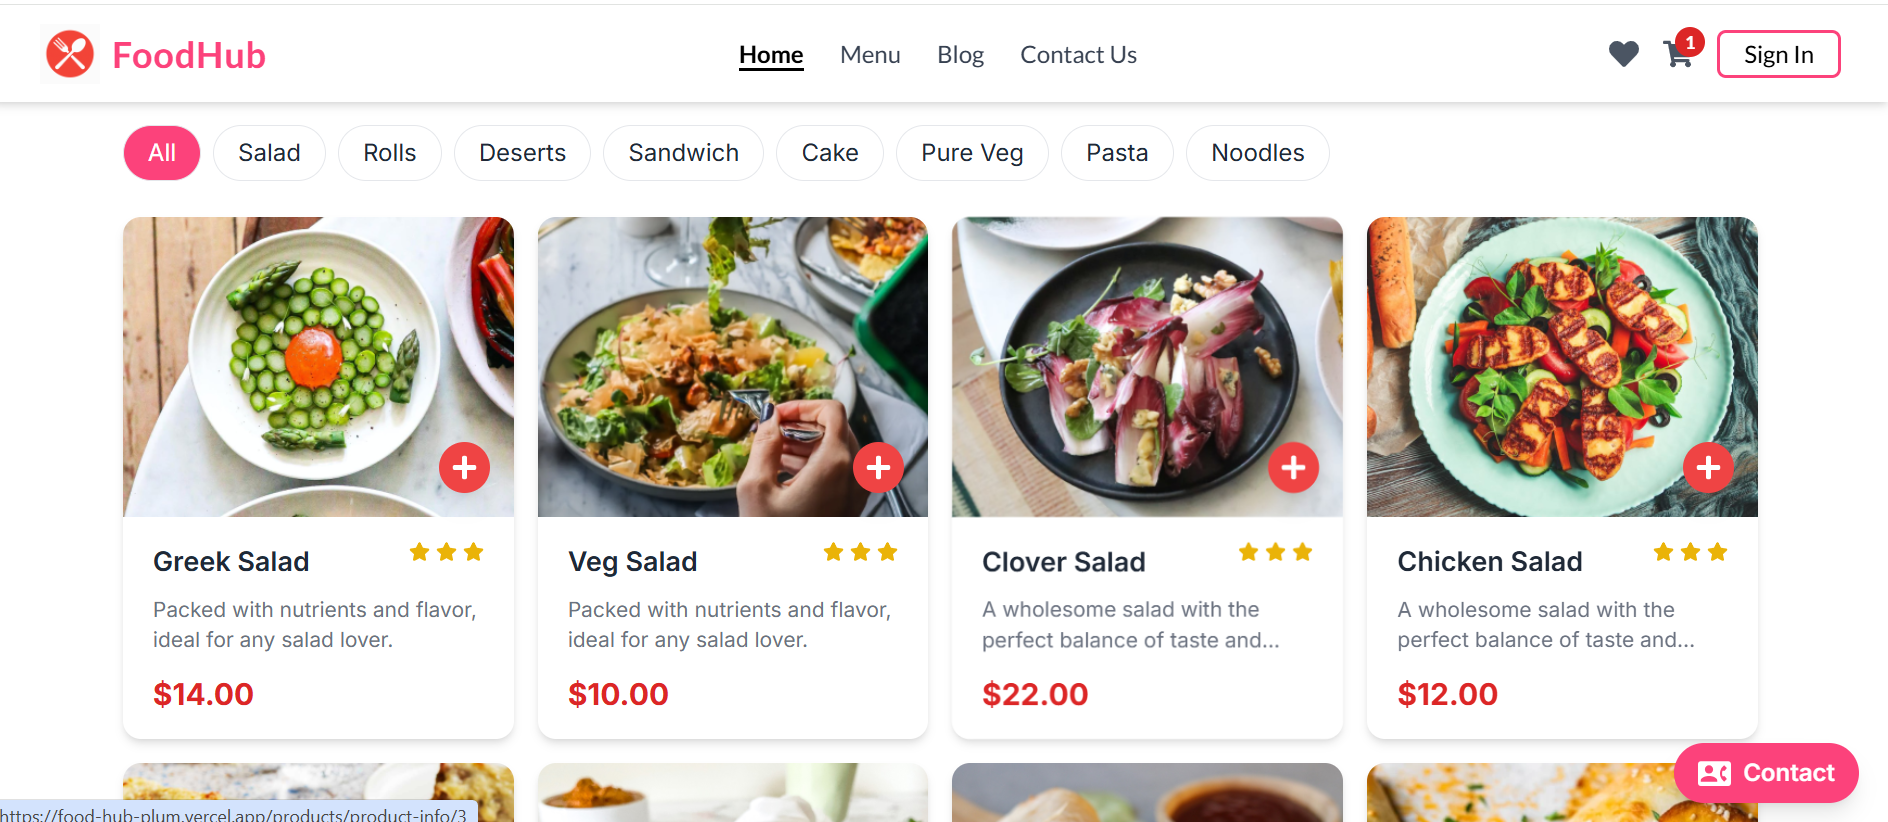 FoodHub
Home Menu Blog Contact Us
1
Sign In
All Salad Rolls Deserts Sandwich Cake Pure Veg Pasta Noodles
Greek Salad
Packed with nutrients and flavor,
ideal for any salad lover.
$14.00
Veg Salad
Packed with nutrients and flavor,
ideal for any salad lover.
$10.00
Clover Salad
A wholesome salad with the
perfect balance of taste and...
$22.00
Chicken Salad
A wholesome salad with the
perfect balance of taste and...
$12.00
Contact
https://food-hub-plum.vercel.app/products/product-info/3